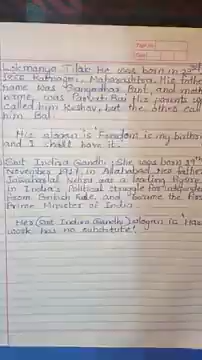 Lokmanya Tilak: He was born in 23rd
1856 Ratnagiri, Maharashtra. His father
name was Gangadhar Pant, and mother
name, was Parvati Bai His parents
called him Keshav, but the other call
him Bal.
His slogan is "Freedom is my birth
and I shall have it.
Smt Indira Gandhi; She was born 19th
November 1917, in Allahabad. Her father
Jawaharlal Nehru was a leading figure
in India's Political Struggle for independe
from British Rule, and became the first
Prime Minister of India.
Her (Smt Indira Gandhi) slogan is "Hard
work has no substitute".